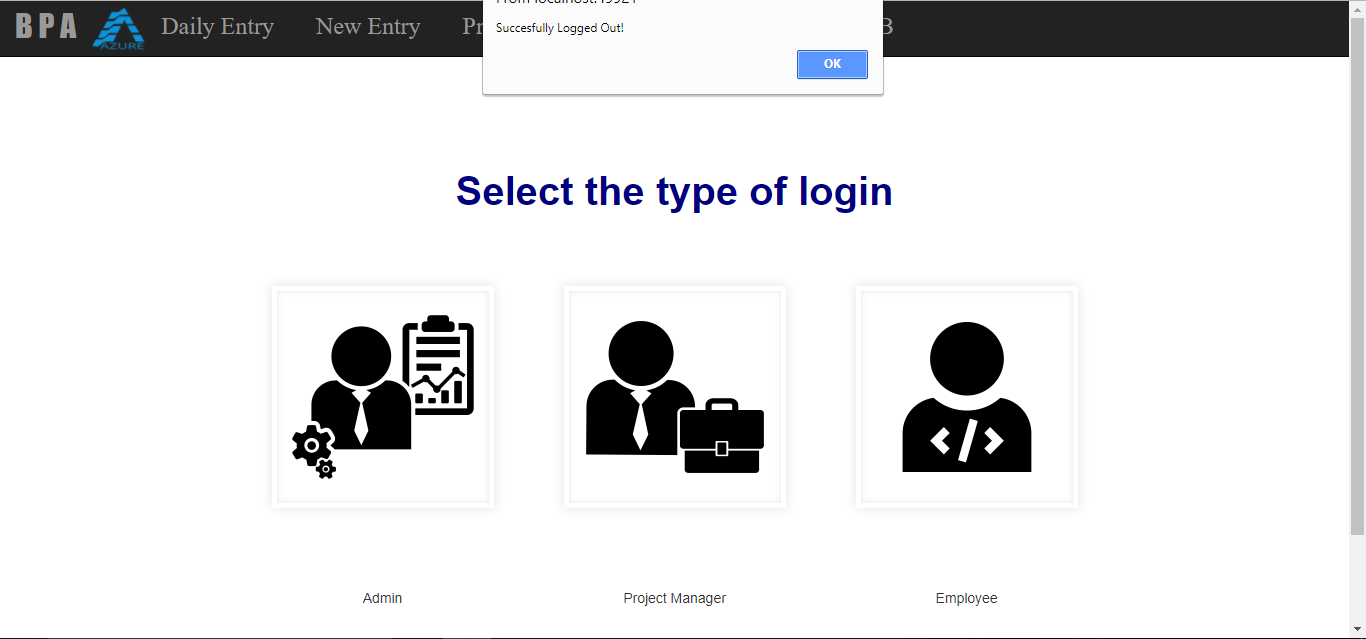 BPA AZURE Daily Entry New Entry
Succesfully Logged Out!
OK
Select the type of login
Admin Project Manager Employee